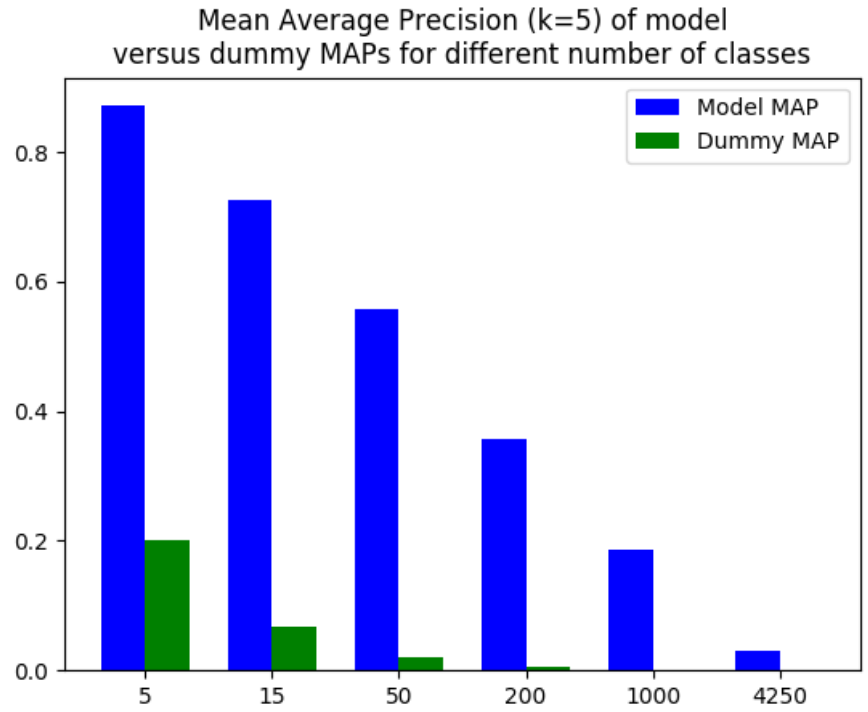 Mean Average Precision (k=5) of model
versus dummy MAPs for different number of classes
Model MAP
Dummy MAP
0.8
0.6
0.4
0.2
0.0
5 15 50 200 1000 4250